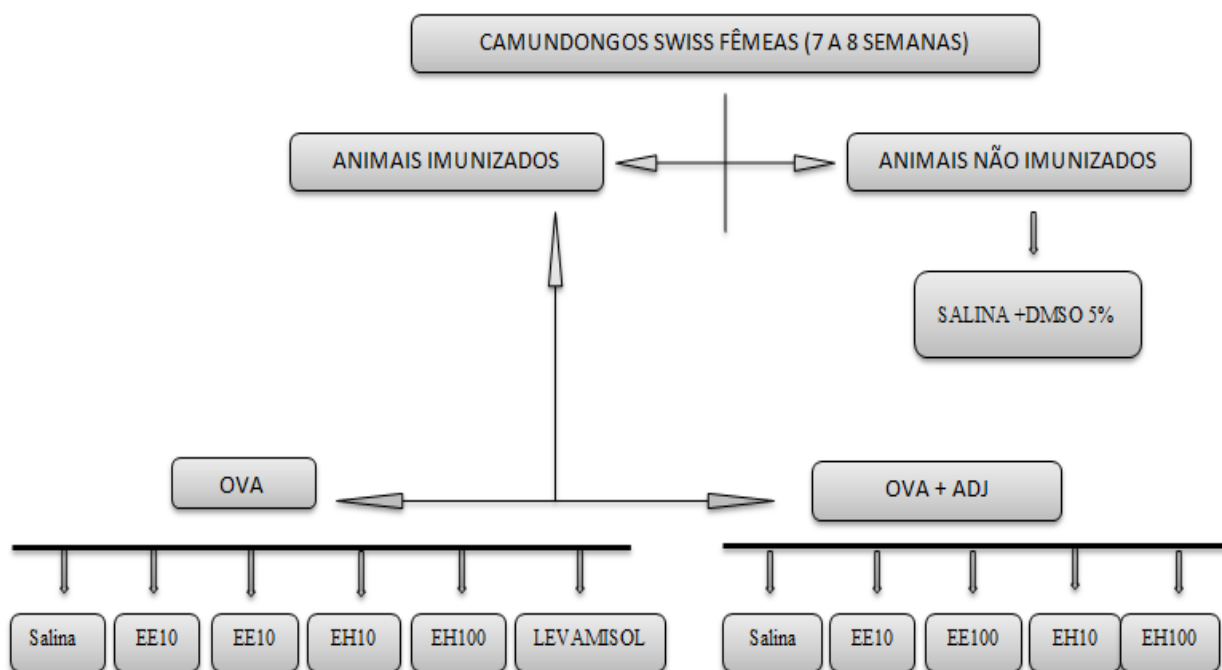 CAMUNDONGOS SWISS FÊMEAS (7 A 8 SEMANAS)
ANIMAIS IMUNIZADOS
ANIMAIS NÃO IMUNIZADOS
SALINA +DMSO 5%
OVA
OVA + ADJ
Salina
EE10
EE10
EH10
EH100
LEVAMISOL
Salina
EE10
EE100
EH10
EH100